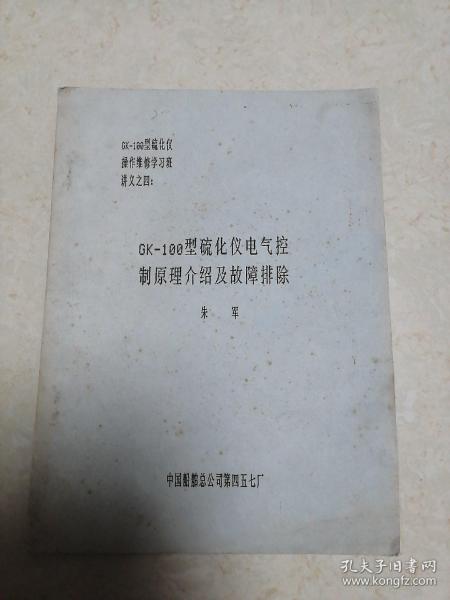 GK-100型硫化仪
操作维修学习班
讲义之四：
GK-100型硫化仪电气控
制原理介绍及故障排除
朱 军
中国船舶总公司第四五七厂
孔夫子旧书网
www.kongfz.com